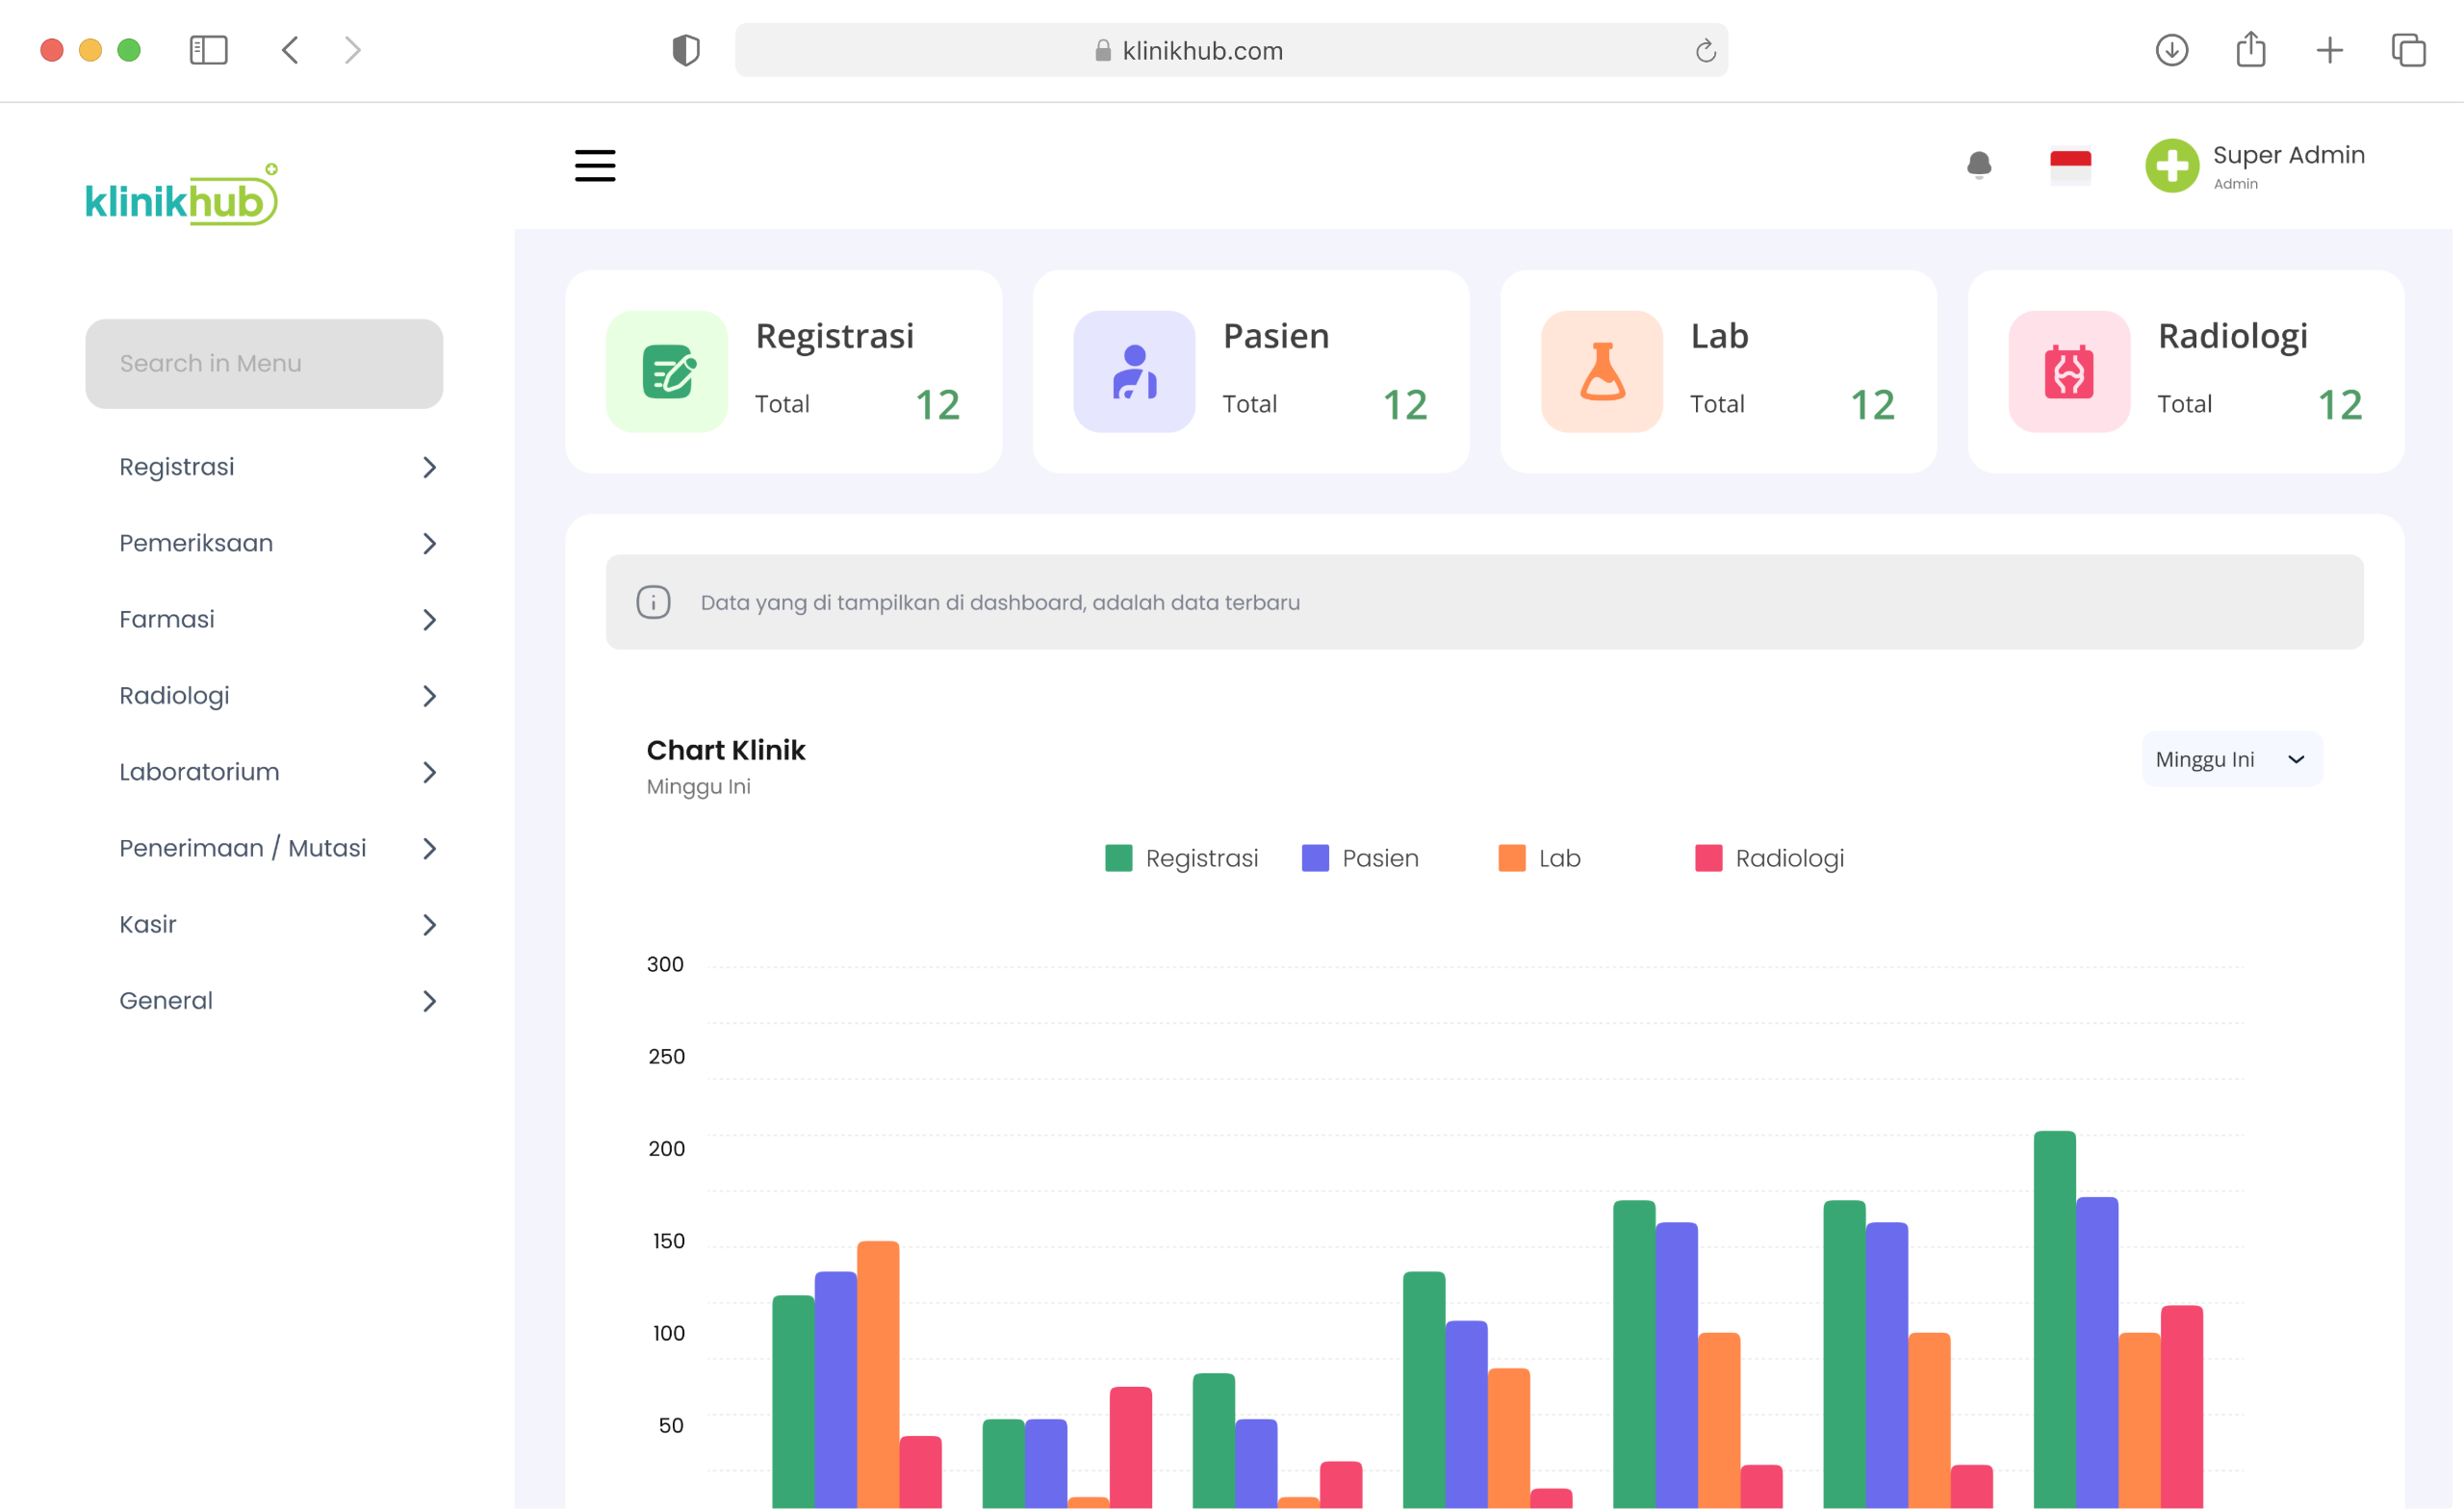 klinikhub.com
klinikhub
Super Admin
Admin
Search in Menu
Registrasi
Pemeriksaan
Farmasi
Radiologi
Laboratorium
Penerimaan / Mutasi
Kasir
General
Registrasi
Total 12
Pasien
Total 12
Lab
Total 12
Radiologi
Total 12
Data yang di tampilkan di dashboard, adalah data terbaru
Chart Klinik
Minggu Ini
Minggu Ini
Registrasi Pasien Lab Radiologi
300
250
200
150
100
50